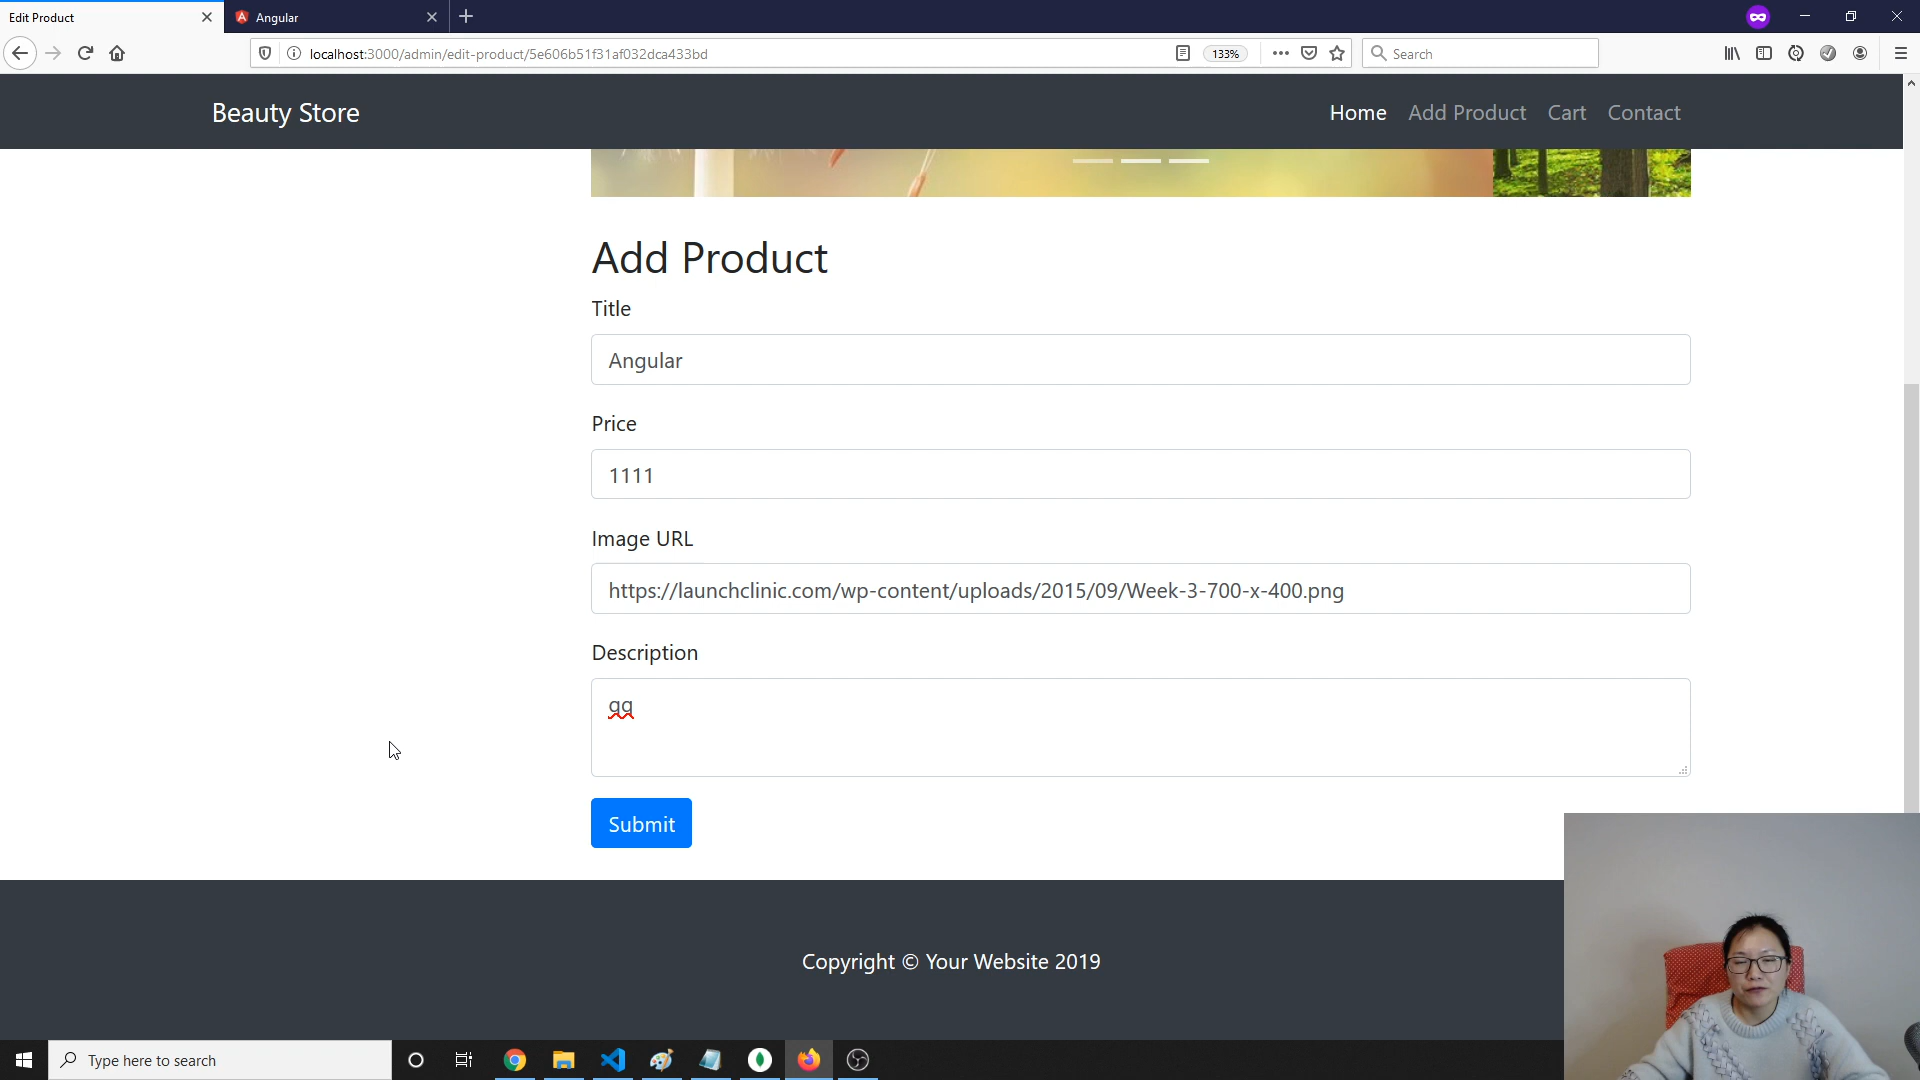 Edit Product
Angular
localhost:3000/admin/edit-product/5e606b51f31af032dca433bd
133%
Search
Beauty Store
Home Add Product Cart Contact
Add Product
Title
Angular
Price
1111
Image URL
https://launchclinic.com/wp-content/uploads/2015/09/Week-3-700-x-400.png
Description
qq
Submit
Copyright © Your Website 2019
Type here to search